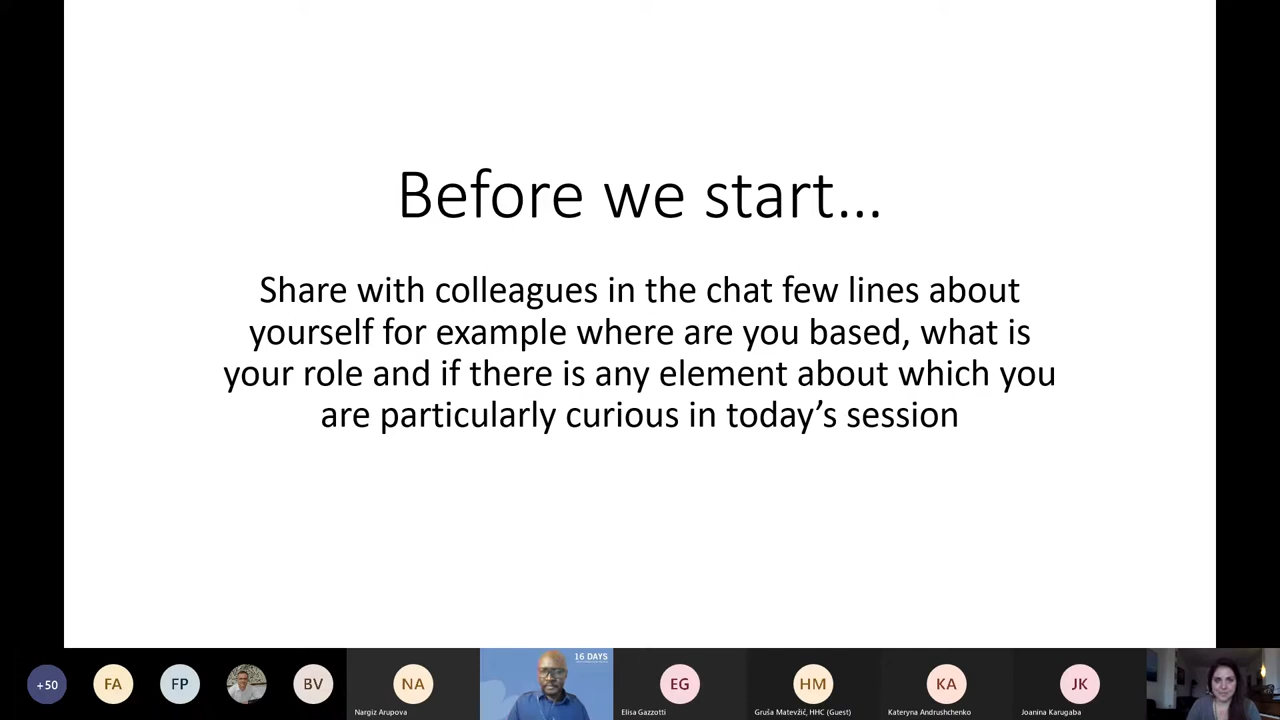 Before we start...
Share with colleagues in the chat few lines about
yourself for example where are you based, what is
your role and if there is any element about which you
are particularly curious in today’s session
16 DAYS
+50
FA
FP
BV
NA
EG
HM
KA
JK
Nargiz Arupova
Elisa Gazzotti
Gruša Matevžič, HHC (Guest)
Kateryna Andrushchenko
Joanina Karugaba